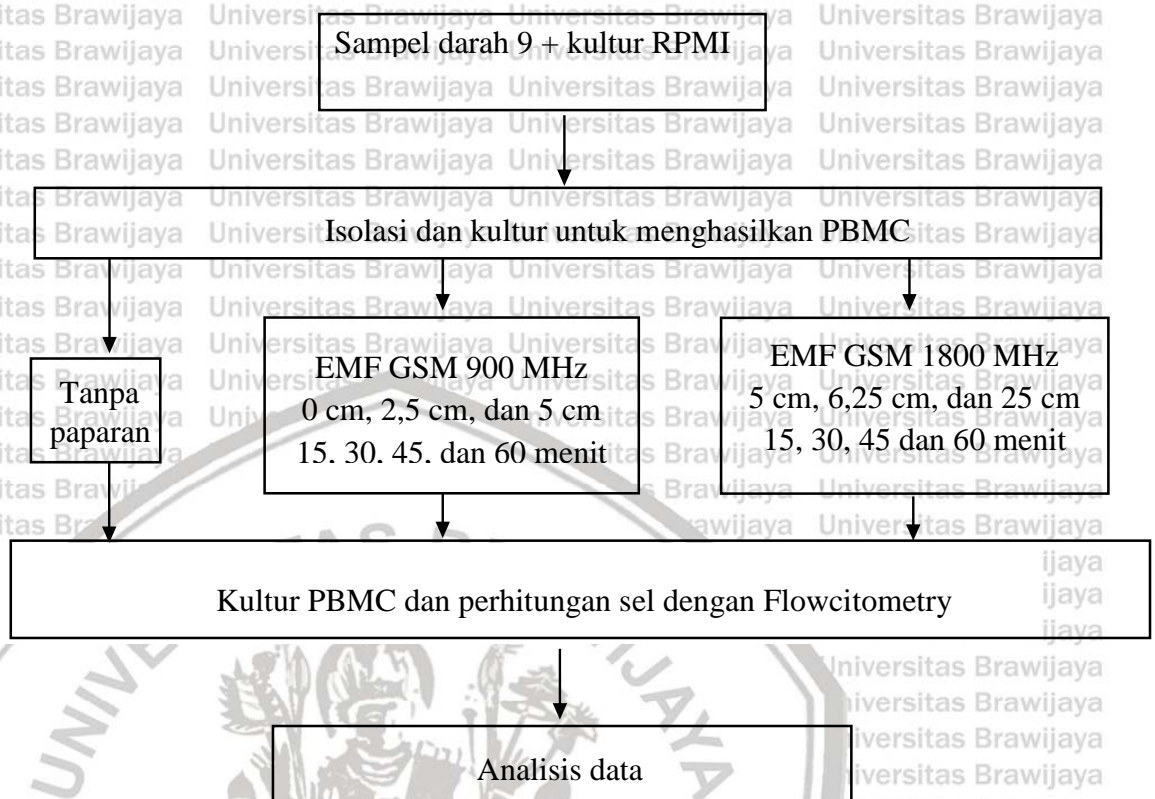 Sampel darah 9 + kultur RPMI
Isolasi dan kultur untuk menghasilkan PBMC
Tanpa
paparan
EMF GSM 900 MHz
0 cm, 2,5 cm, dan 5 cm
15, 30, 45, dan 60 menit
EMF GSM 1800 MHz
5 cm, 6,25 cm, dan 25 cm
15, 30, 45 dan 60 menit
Kultur PBMC dan perhitungan sel dengan Flowcitometry
Analisis data